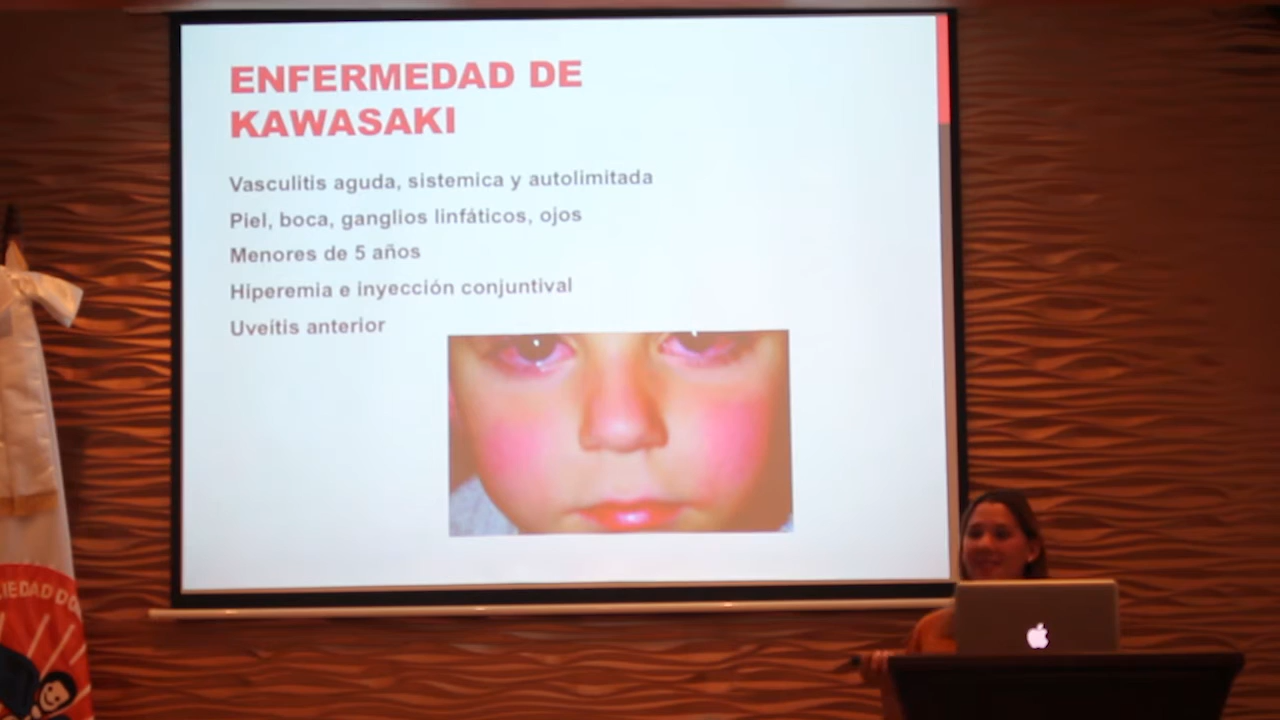 ENFERMEDAD DE
KAWASAKI
Vasculitis aguda, sistemica y autolimitada
Piel, boca, ganglios linfáticos, ojos
Menores de 5 años
Hiperemia e inyección conjuntival
Uveítis anterior